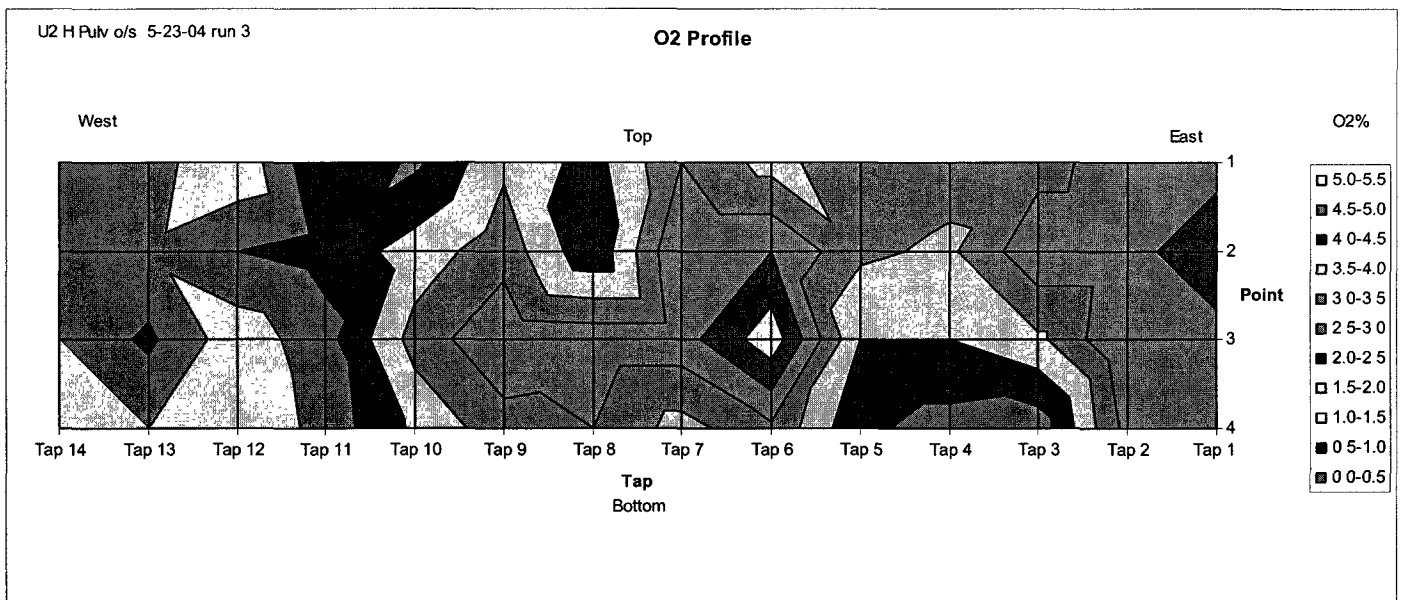 U2 H Pulv o/s 5-23-04 run 3
O2 Profile
West
Top
East
O2%
1
2
Point
3
4
5.0-5.5
4.5-5.0
4 0-4.5
3.5-4.0
3 0-3 5
2.5-3 0
2.0-2 5
1.5-2.0
1.0-1.5
0 5-1.0
0 0-0.5
Tap 14 Tap 13 Tap 12 Tap 11 Tap 10 Tap 9 Tap 8 Tap 7 Tap 6 Tap 5 Tap 4 Tap 3 Tap 2 Tap 1
Tap
Bottom